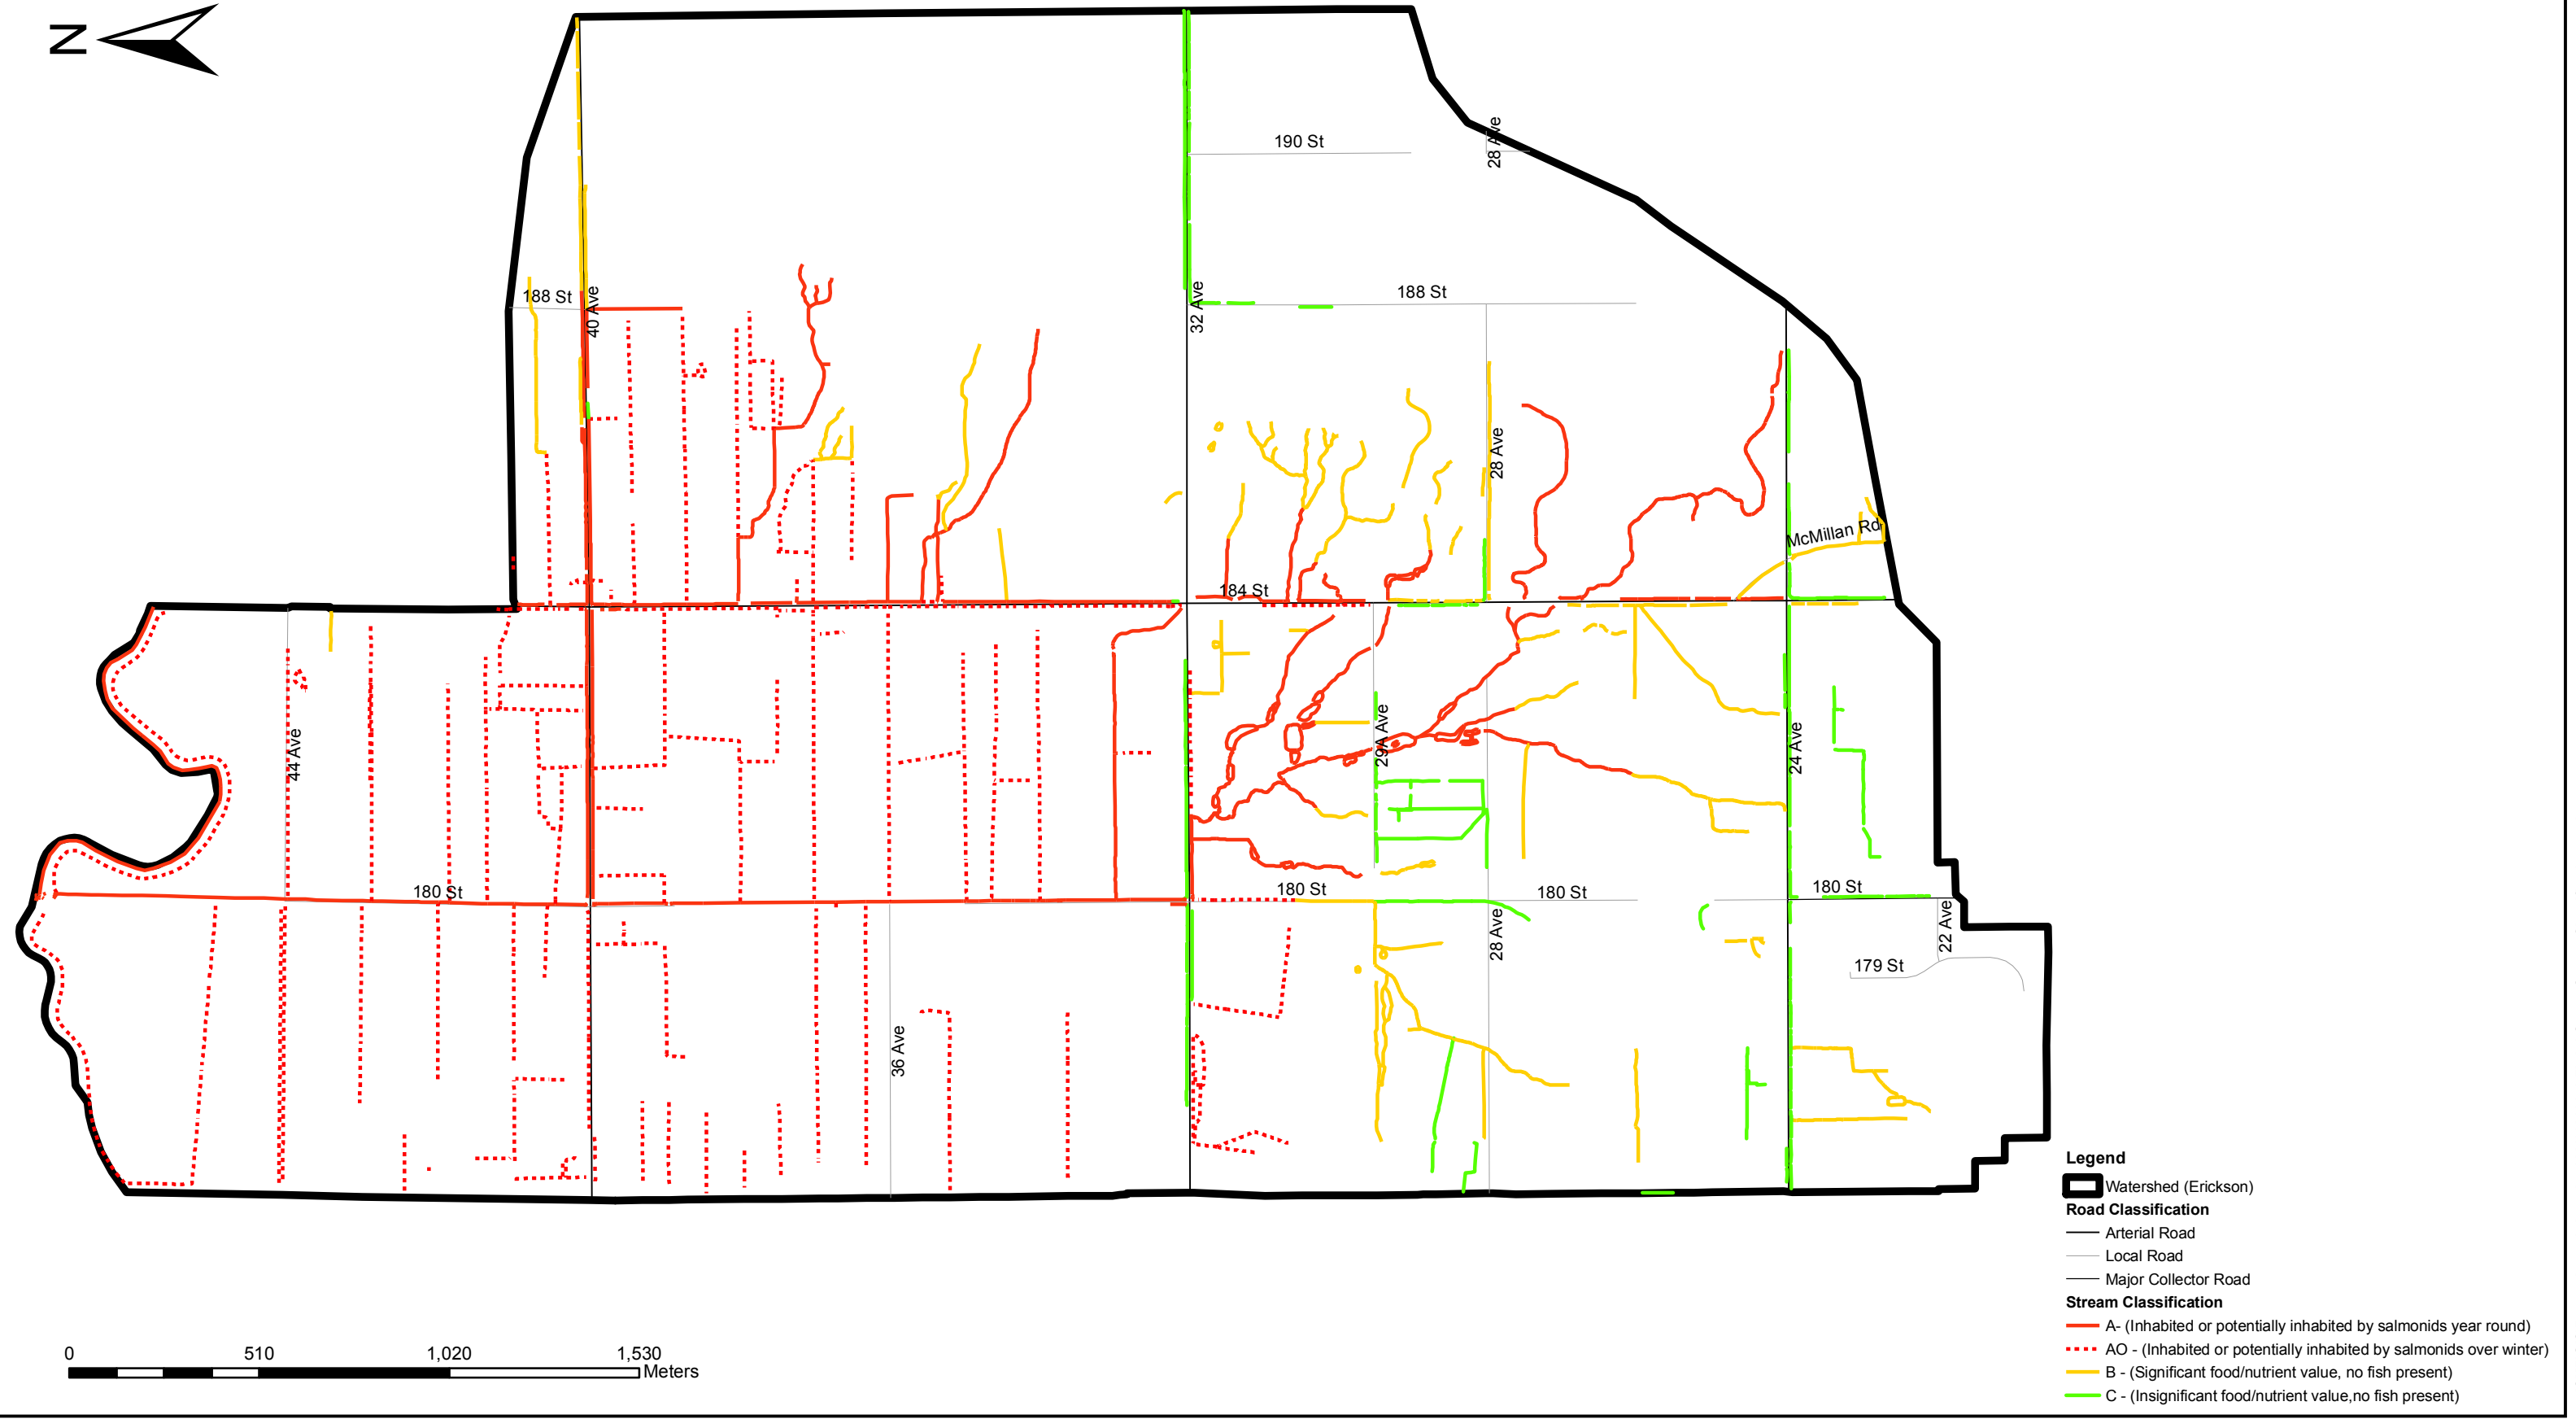 N
190 St
28 Ave
188 St
40 Ave
32 Ave
188 St
28 Ave
McMillan Rd
184 St
44 Ave
29A Ave
24 Ave
180 St
180 St
180 St
180 St
28 Ave
22 Ave
179 St
36 Ave
Legend
Watershed (Erickson)
Road Classification
Arterial Road
Local Road
Major Collector Road
Stream Classification
A- (Inhabited or potentially inhabited by salmonids year round)
AO - (Inhabited or potentially inhabited by salmonids over winter)
B - (Significant food/nutrient value, no fish present)
C - (Insignificant food/nutrient value,no fish present)
0 510 1,020 1,530
Meters